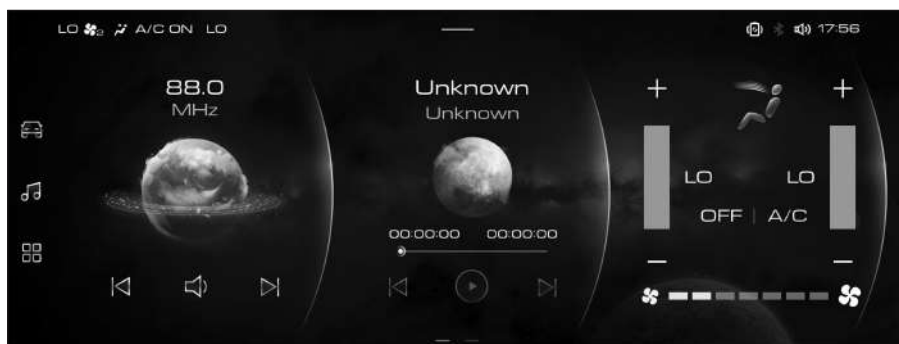 LO 2 A/C ON LO
17:56
88.0
MHz
Unknown
Unknown
00:00:00 00:00:00
LO LO
OFF | A/C